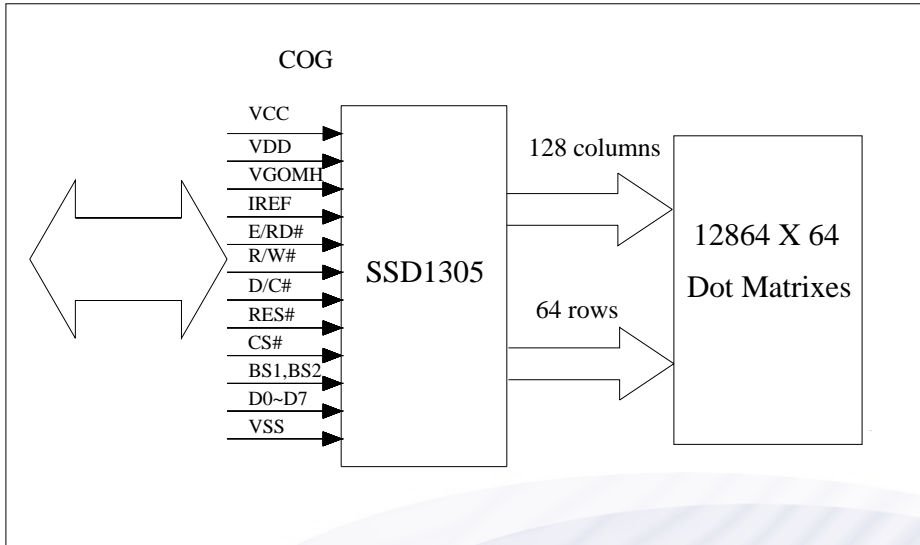 COG
VCC
VDD
VGOMH
IREF
E/RD#
R/W#
D/C#
RES#
CS#
BS1,BS2
D0~D7
VSS
SSD1305
128 columns
64 rows
12864 X 64
Dot Matrixes